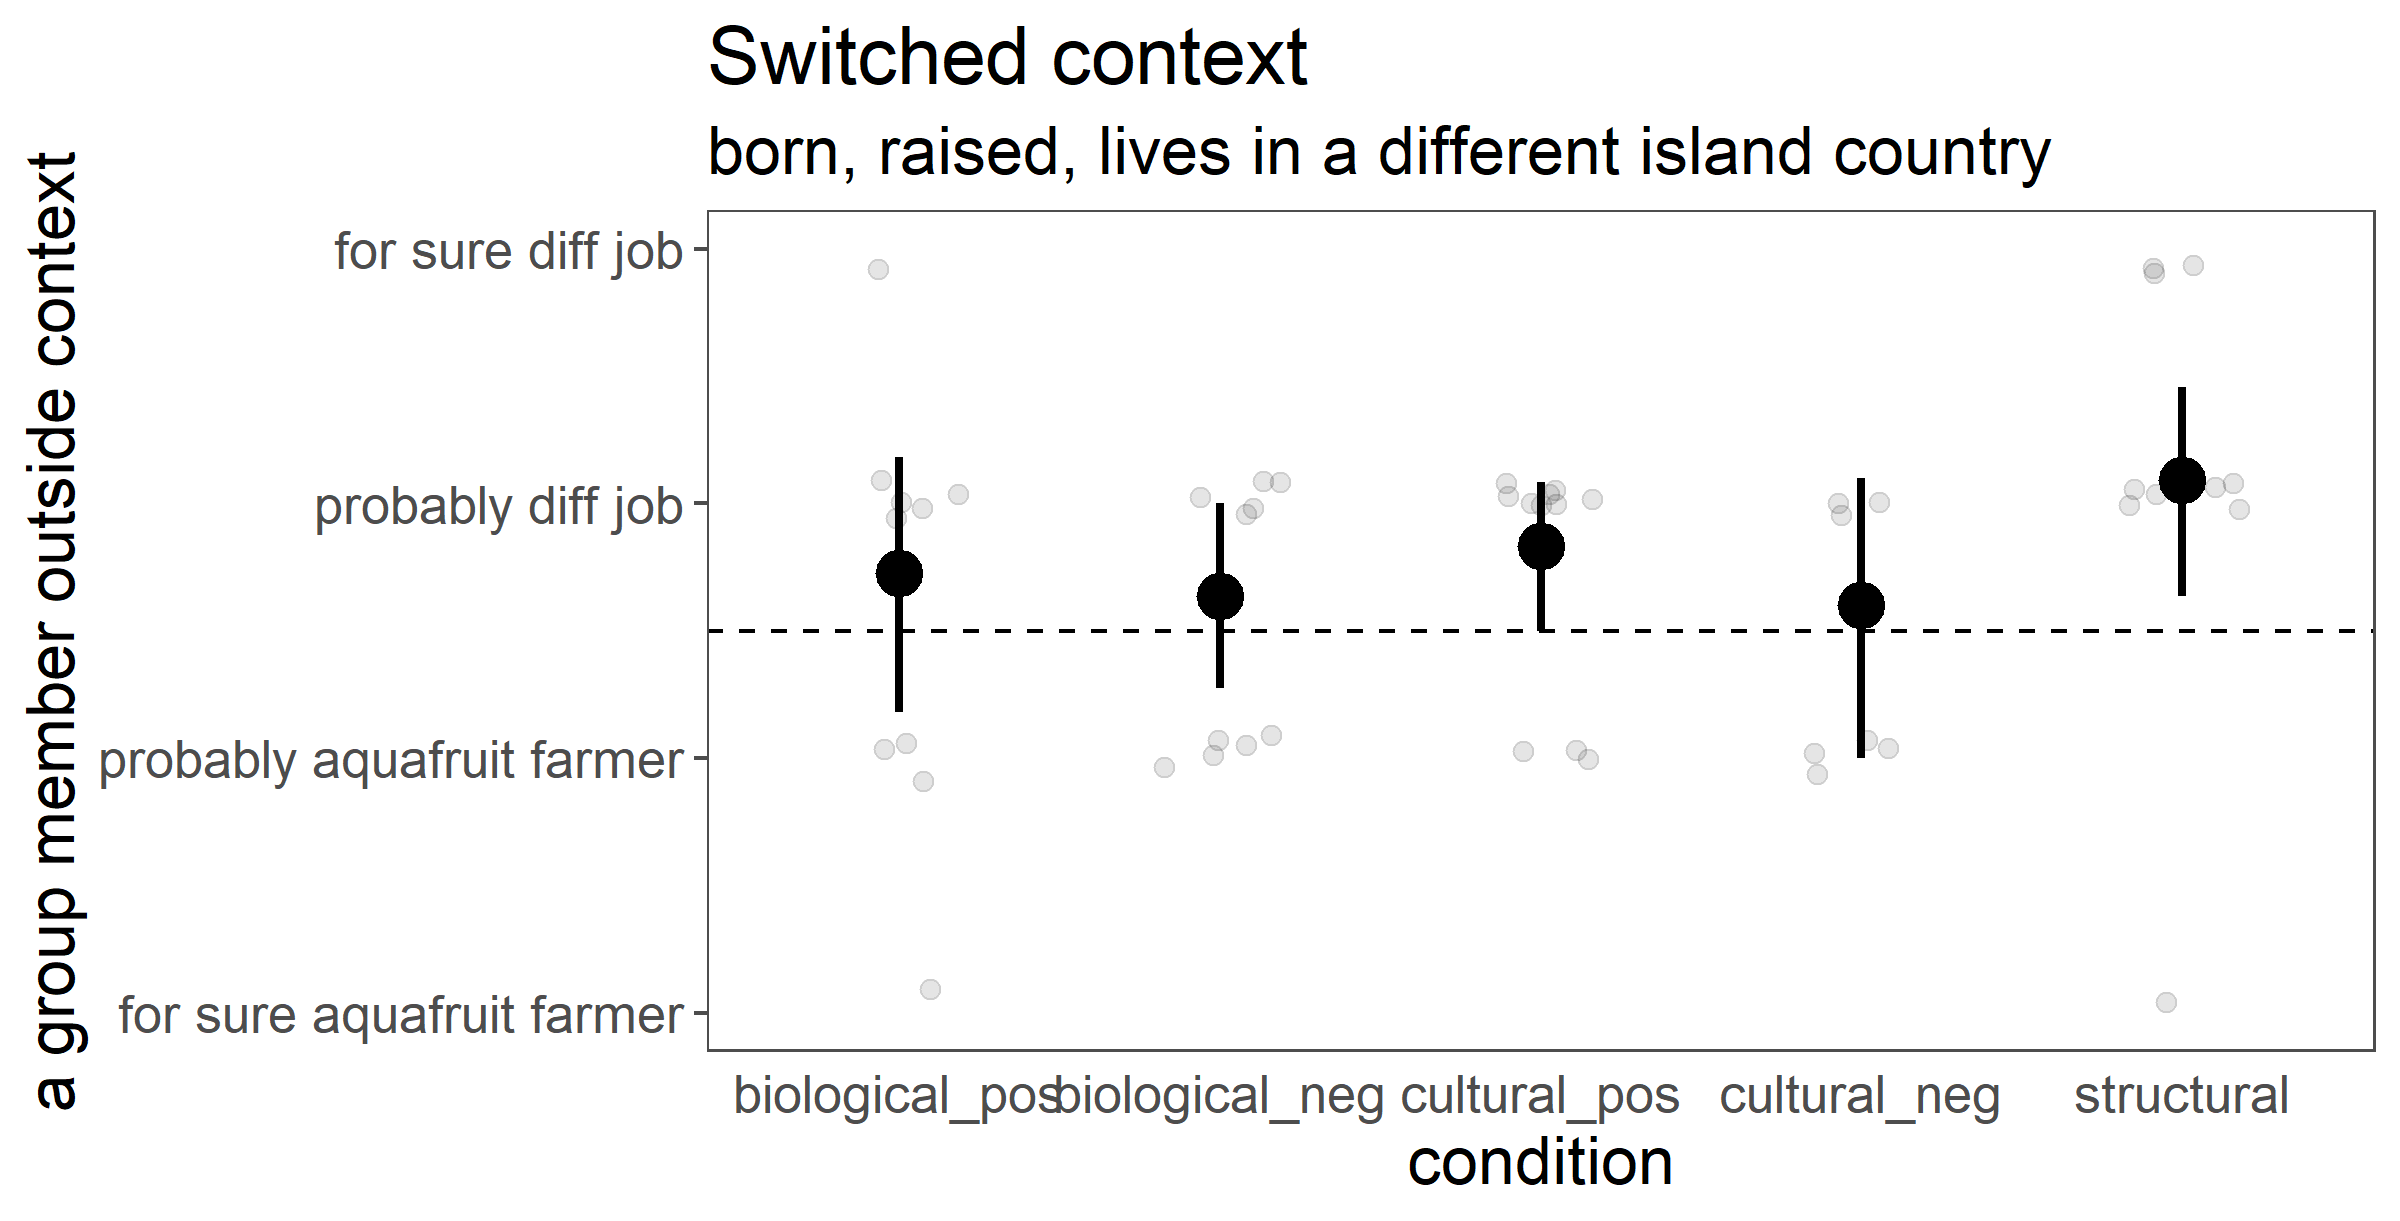 Switched context
born, raised, lives in a different island country
a group member outside context
for sure diff job
probably diff job
probably aquafruit farmer
for sure aquafruit farmer
biological_pos biological_neg cultural_pos cultural_neg structural
condition